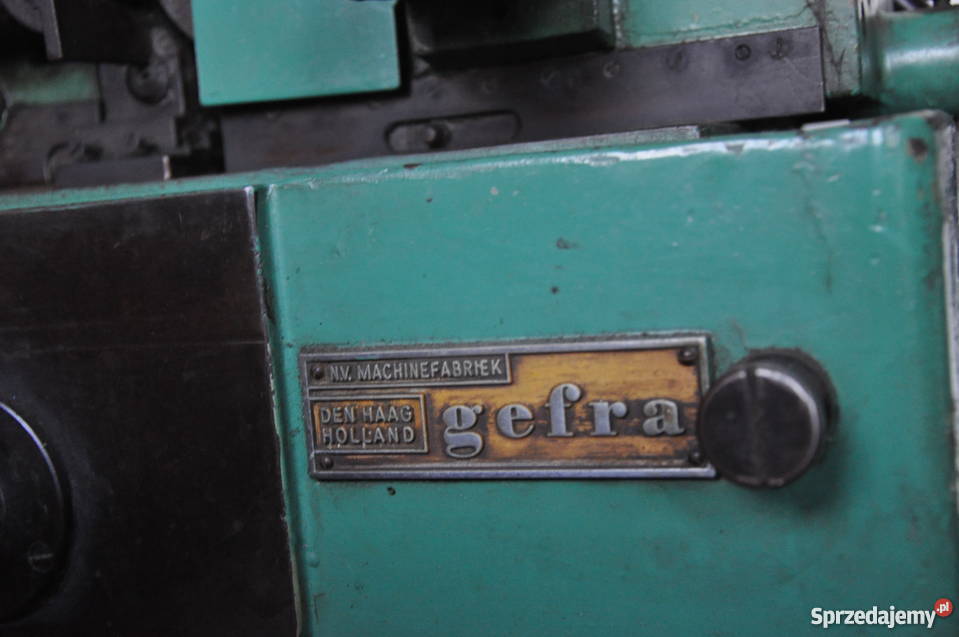 N.V. MACHINEFABRIEK
DEN HAAG
HOLLAND
gefra
Sprzedajemy.pl